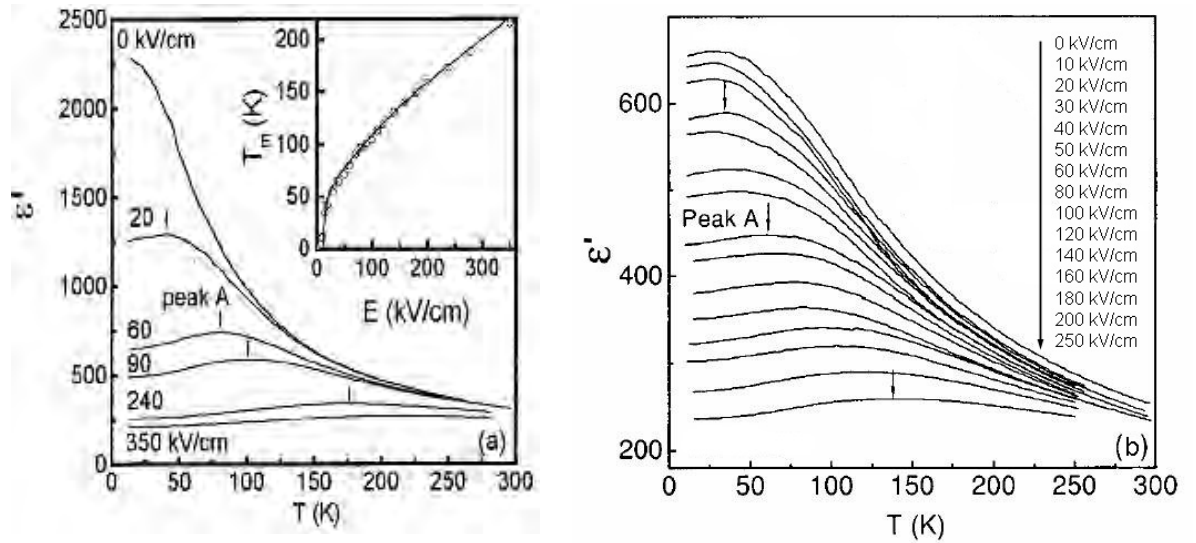 2500
2000
1500
1000
500
0
ε'
0 kV/cm
20
peak A
60
90
240
350 kV/cm
(a)
0 50 100 150 200 250 300
T (K)
200
150
100
50
0
T_m (K)
0 100 200 300
E (kV/cm)
600
400
200
ε'
Peak A
0 kV/cm
10 kV/cm
20 kV/cm
30 kV/cm
40 kV/cm
50 kV/cm
60 kV/cm
80 kV/cm
100 kV/cm
120 kV/cm
140 kV/cm
160 kV/cm
180 kV/cm
200 kV/cm
250 kV/cm
(b)
0 50 100 150 200 250 300
T (K)